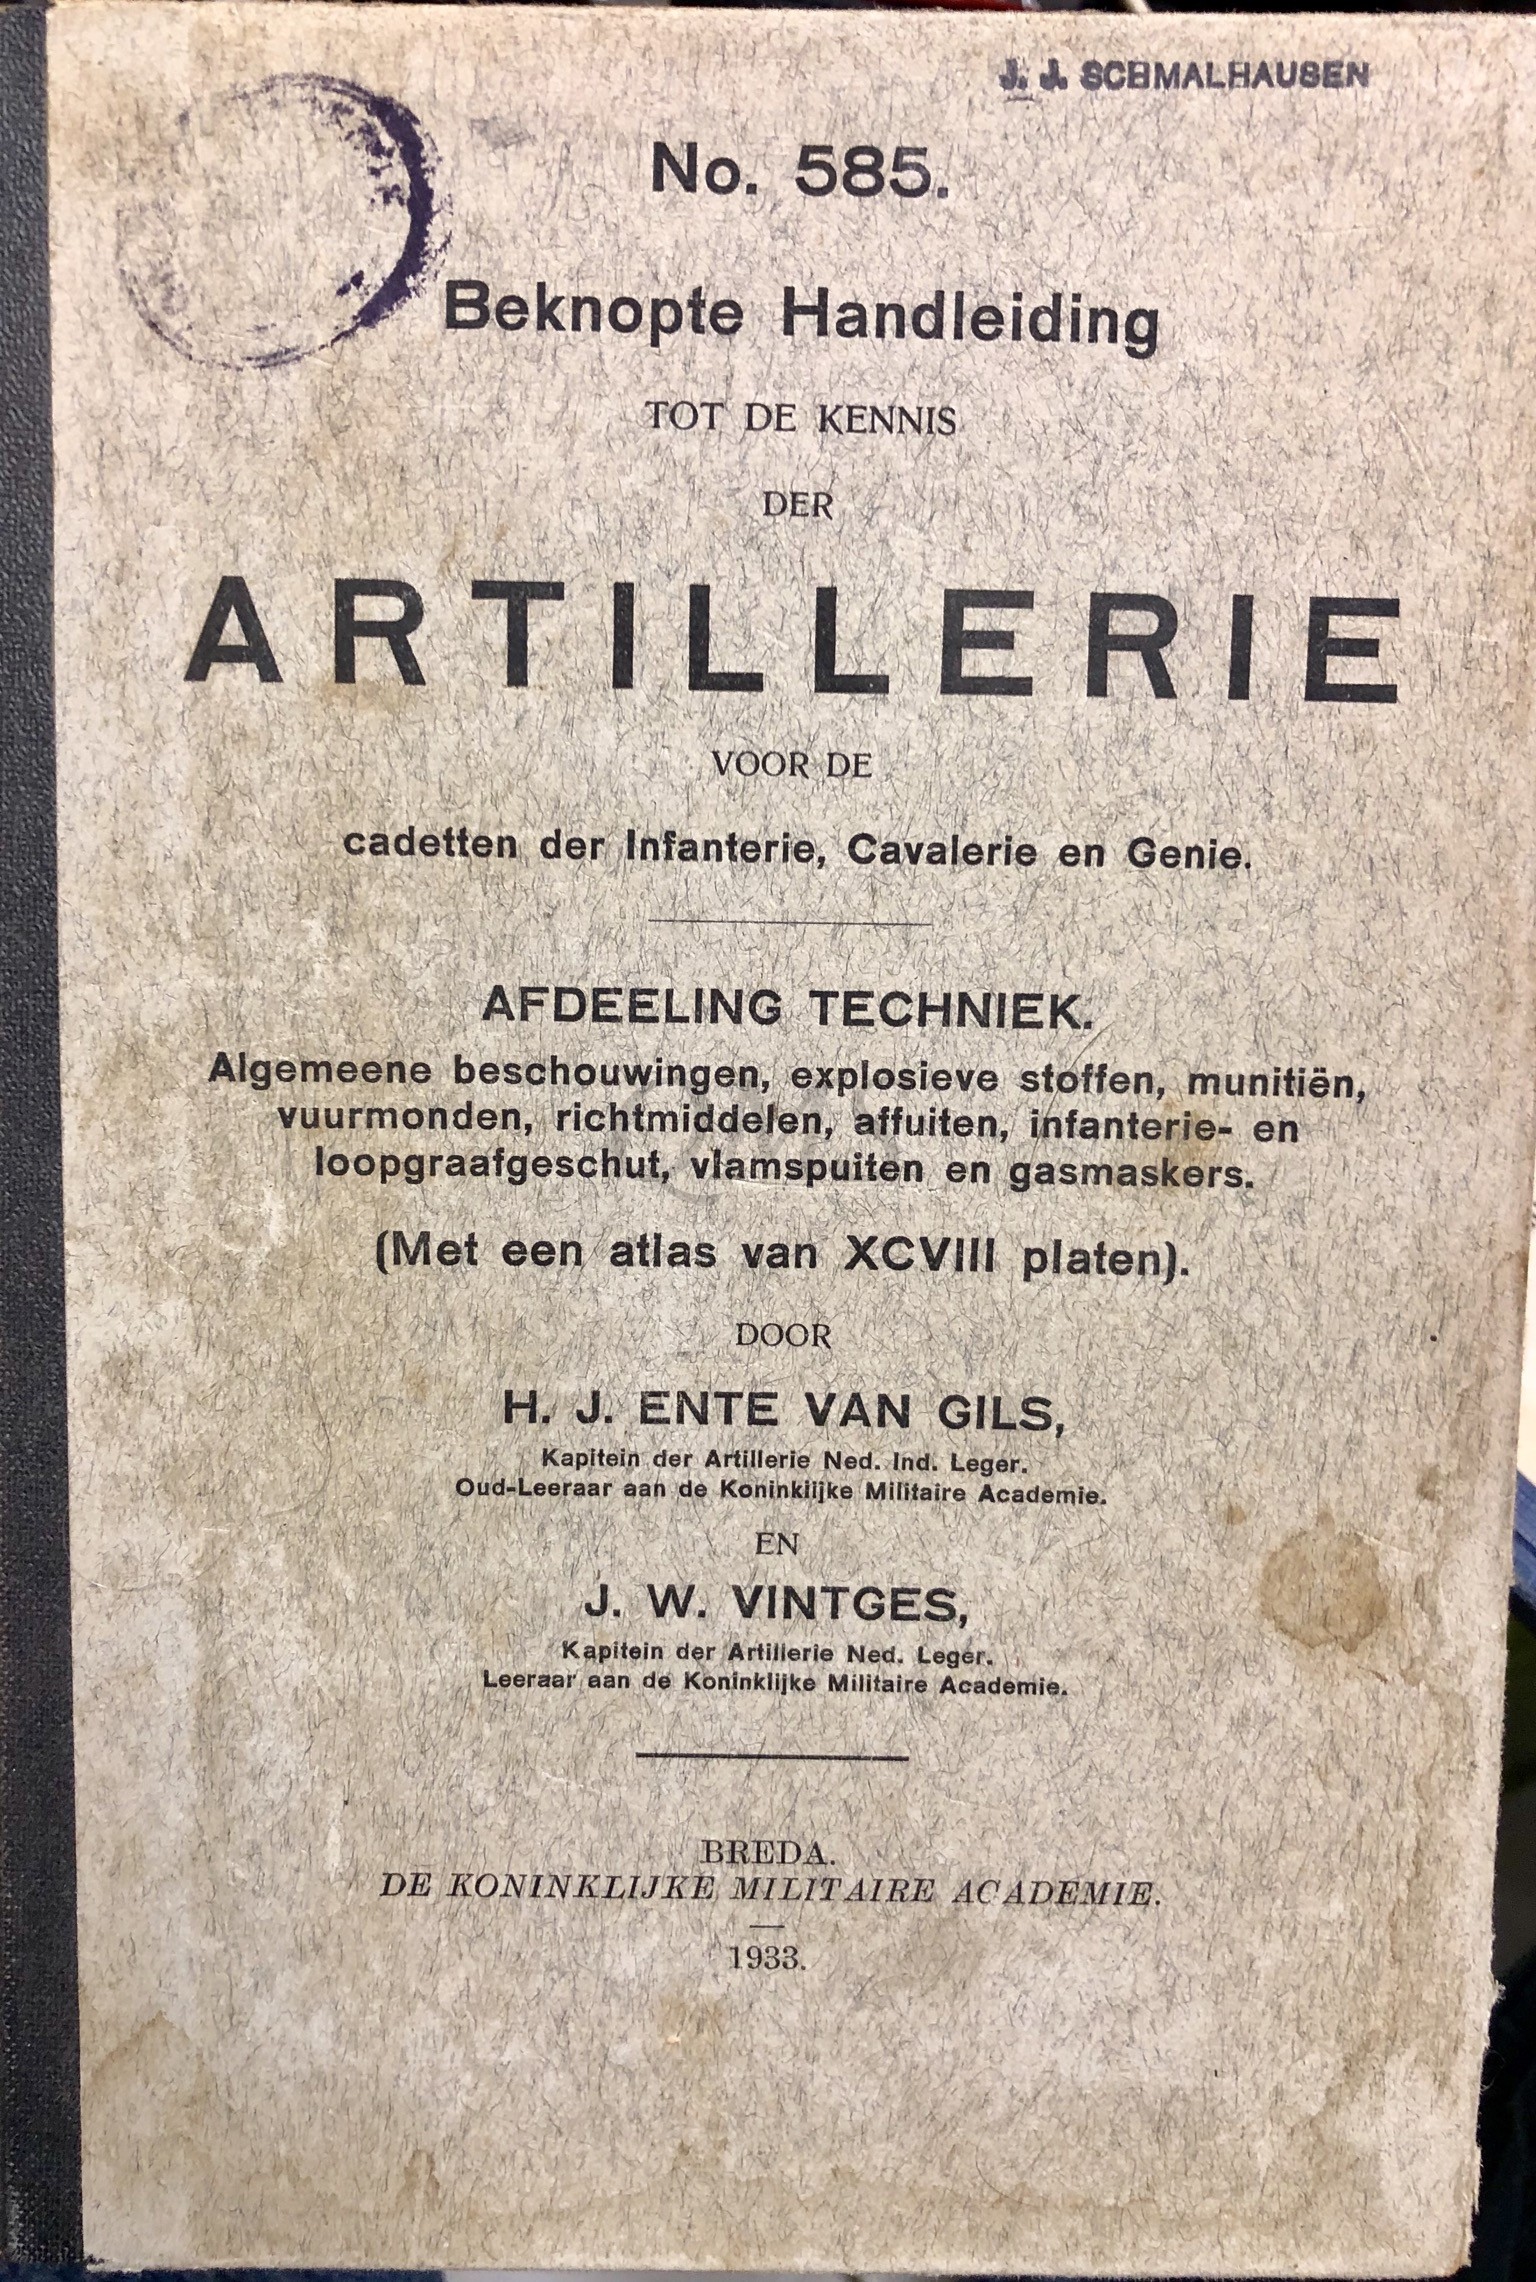 J. J. SCHMALHAUSEN
No. 585.
Beknopte Handleiding
TOT DE KENNIS
DER
ARTILLERIE
VOOR DE
cadetten der Infanterie, Cavalerie en Genie.
AFDEELING TECHNIEK.
Algemeene beschouwingen, explosieve stoffen, munitiën,
vuurmonden, richtmiddelen, affuiten, infanterie- en
loopgraafgeschut, vlamspuiten en gasmaskers.
(Met een atlas van XCVIII platen).
DOOR
H. J. ENTE VAN GILS,
Kapitein der Artillerie Ned. Ind. Leger.
Oud-Leeraar aan de Koninklijke Militaire Academie.
EN
J. W. VINTGES,
Kapitein der Artillerie Ned. Leger.
Leeraar aan de Koninklijke Militaire Academie.
BREDA.
DE KONINKLIJKE MILITAIRE ACADEMIE.
1933.